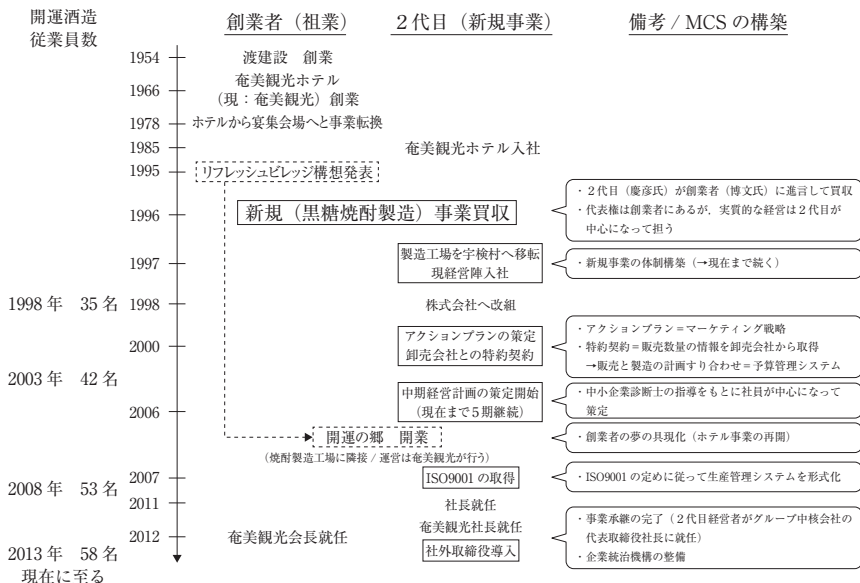 開運酒造
従業員数
創業者(祖業)
2代目(新規事業)
備考 / MCS の構築
1954
渡建設 創業
1966
奄美観光ホテル
(現:奄美観光)創業
1978
ホテルから宴集会場へと事業転換
1985
奄美観光ホテル入社
1995
リフレッシュビレッジ構想発表
1996
新規(黒糖焼酎製造)事業買収
・2代目(慶彦氏)が創業者(博文氏)に進言して買収
・代表権は創業者にあるが,実質的な経営は2代目が
中心になって担う
1997
製造工場を宇検村へ移転
現経営陣入社
・新規事業の体制構築(→現在まで続く)
1998 年 35 名
1998
株式会社へ改組
2000
アクションプランの策定
卸売会社との特約契約
・アクションプラン=マーケティング戦略
・特約契約=販売数量の情報を卸売会社から取得
→販売と製造の計画すり合わせ=予算管理システム
2003 年 42 名
2006
中期経営計画の策定開始
(現在まで5期継続)
・中小企業診断士の指導をもとに社員が中心になって
策定
開運の郷 開業
(焼酎製造工場に隣接 / 運営は奄美観光が行う)
・創業者の夢の具現化(ホテル事業の再開)
2007
ISO9001 の取得
・ISO9001 の定めに従って生産管理システムを形式化
2008 年 53 名
2011
社長就任
2012
奄美観光会長就任
奄美観光社長就任
社外取締役導入
・事業承継の完了(2代目経営者がグループ中核会社の
代表取締役社長に就任)
・企業統治機構の整備
2013 年 58 名
現在に至る